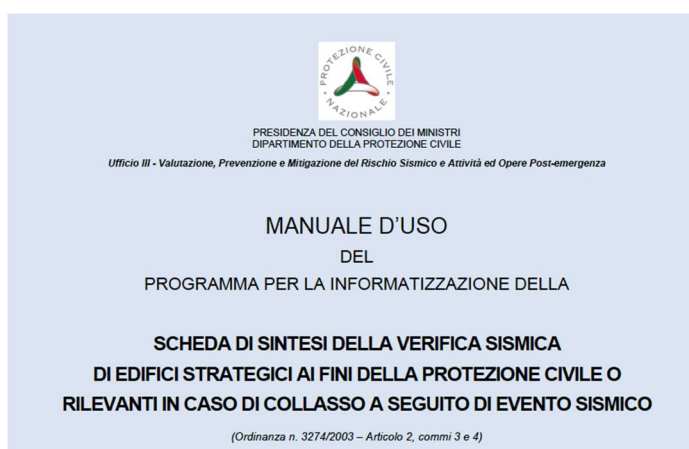 PROTEZIONE CIVILE
NAZIONALE
PRESIDENZA DEL CONSIGLIO DEI MINISTRI
DIPARTIMENTO DELLA PROTEZIONE CIVILE
Ufficio III - Valutazione, Prevenzione e Mitigazione del Rischio Sismico e Attività ed Opere Post-emergenza
MANUALE D’USO
DEL
PROGRAMMA PER LA INFORMATIZZAZIONE DELLA
SCHEDA DI SINTESI DELLA VERIFICA SISMICA
DI EDIFICI STRATEGICI AI FINI DELLA PROTEZIONE CIVILE O
RILEVANTI IN CASO DI COLLASSO A SEGUITO DI EVENTO SISMICO
(Ordinanza n. 3274/2003 – Articolo 2, commi 3 e 4)